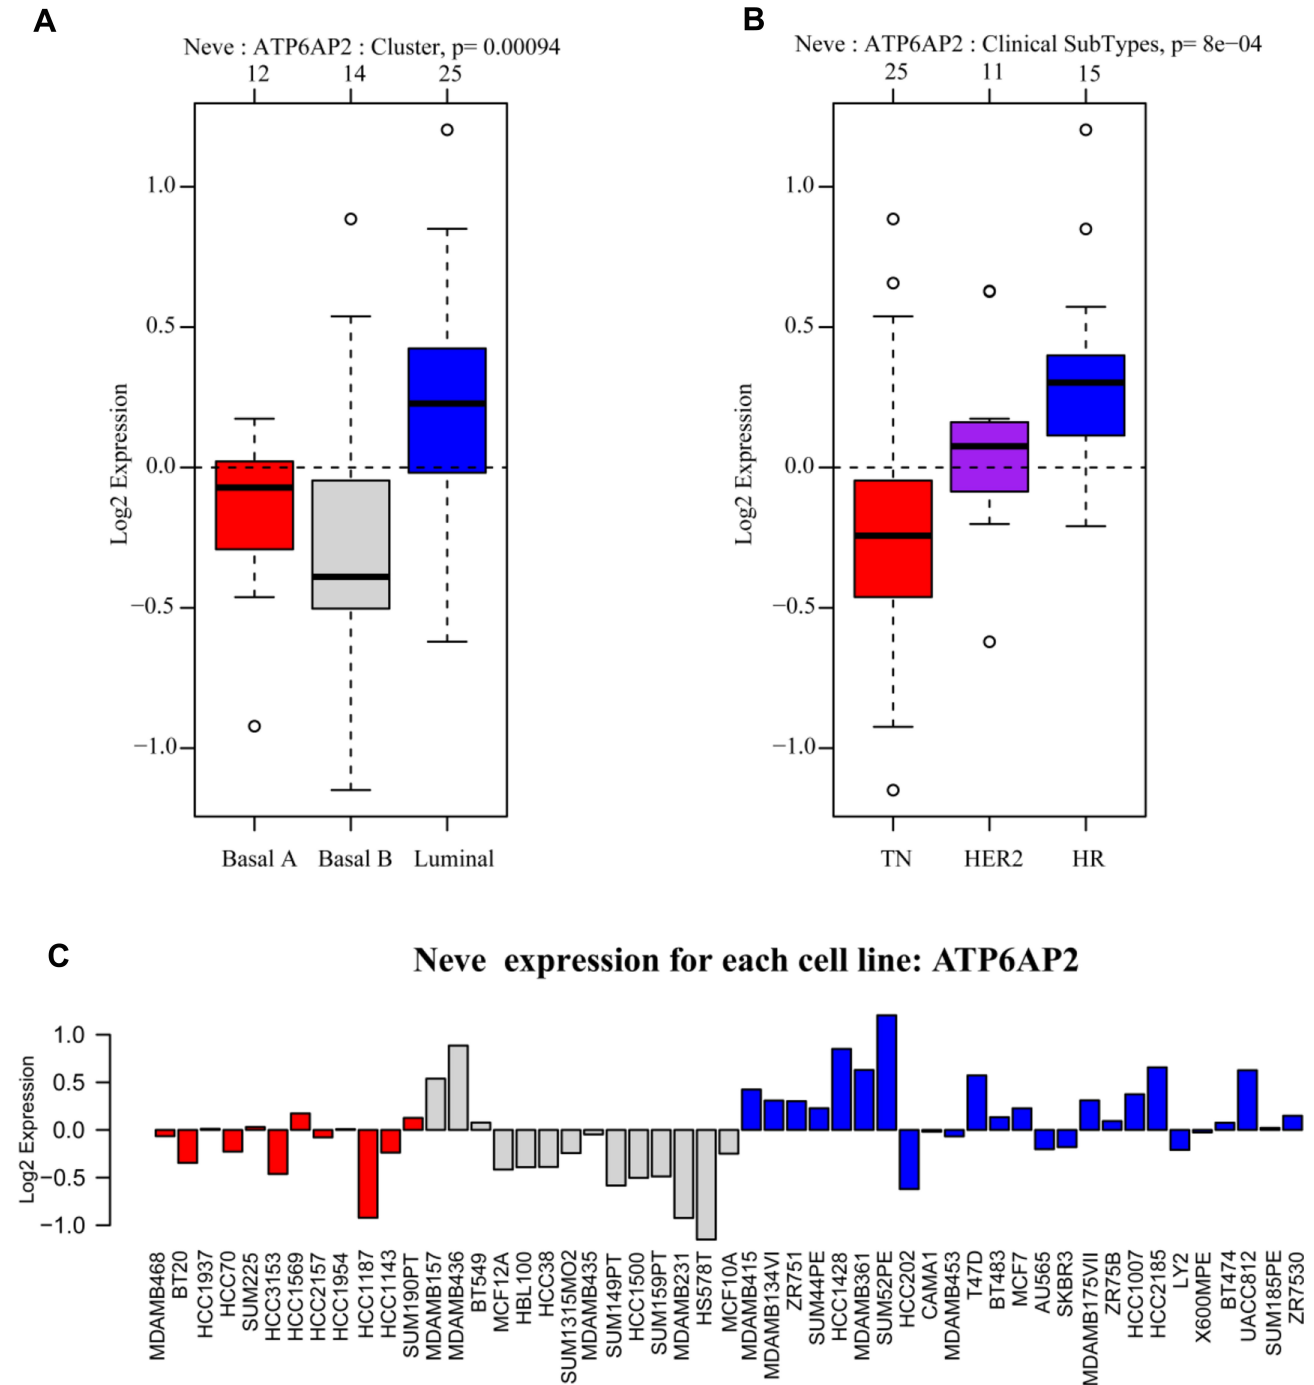 A
Neve : ATP6AP2 : Cluster, p= 0.00094
12 14 25
1.0
0.5
0.0
−0.5
−1.0
Log2 Expression
Basal A Basal B Luminal
B
Neve : ATP6AP2 : Clinical SubTypes, p= 8e−04
25 11 15
1.0
0.5
0.0
−0.5
−1.0
Log2 Expression
TN HER2 HR
C
Neve expression for each cell line: ATP6AP2
1.0
0.5
0.0
−0.5
−1.0
Log2 Expression
MDAMB468
BT20
HCC1937
HCC70
SUM225
HCC3153
HCC1569
HCC2157
HCC1954
HCC1187
HCC1143
SUM190PT
MDAMB157
MDAMB436
BT549
MCF12A
HBL100
HCC38
SUM1315MO2
MDAMB435
SUM149PT
HCC1500
SUM159PT
MDAMB231
HS578T
MCF10A
MDAMB415
MDAMB134VI
ZR751
SUM44PE
HCC1428
MDAMB361
SUM52PE
HCC202
CAMA1
MDAMB453
T47D
BT483
MCF7
AU565
SKBR3
MDAMB175VII
ZR75B
HCC1007
HCC2185
LY2
X600MPE
BT474
UACC812
SUM185PE
ZR7530